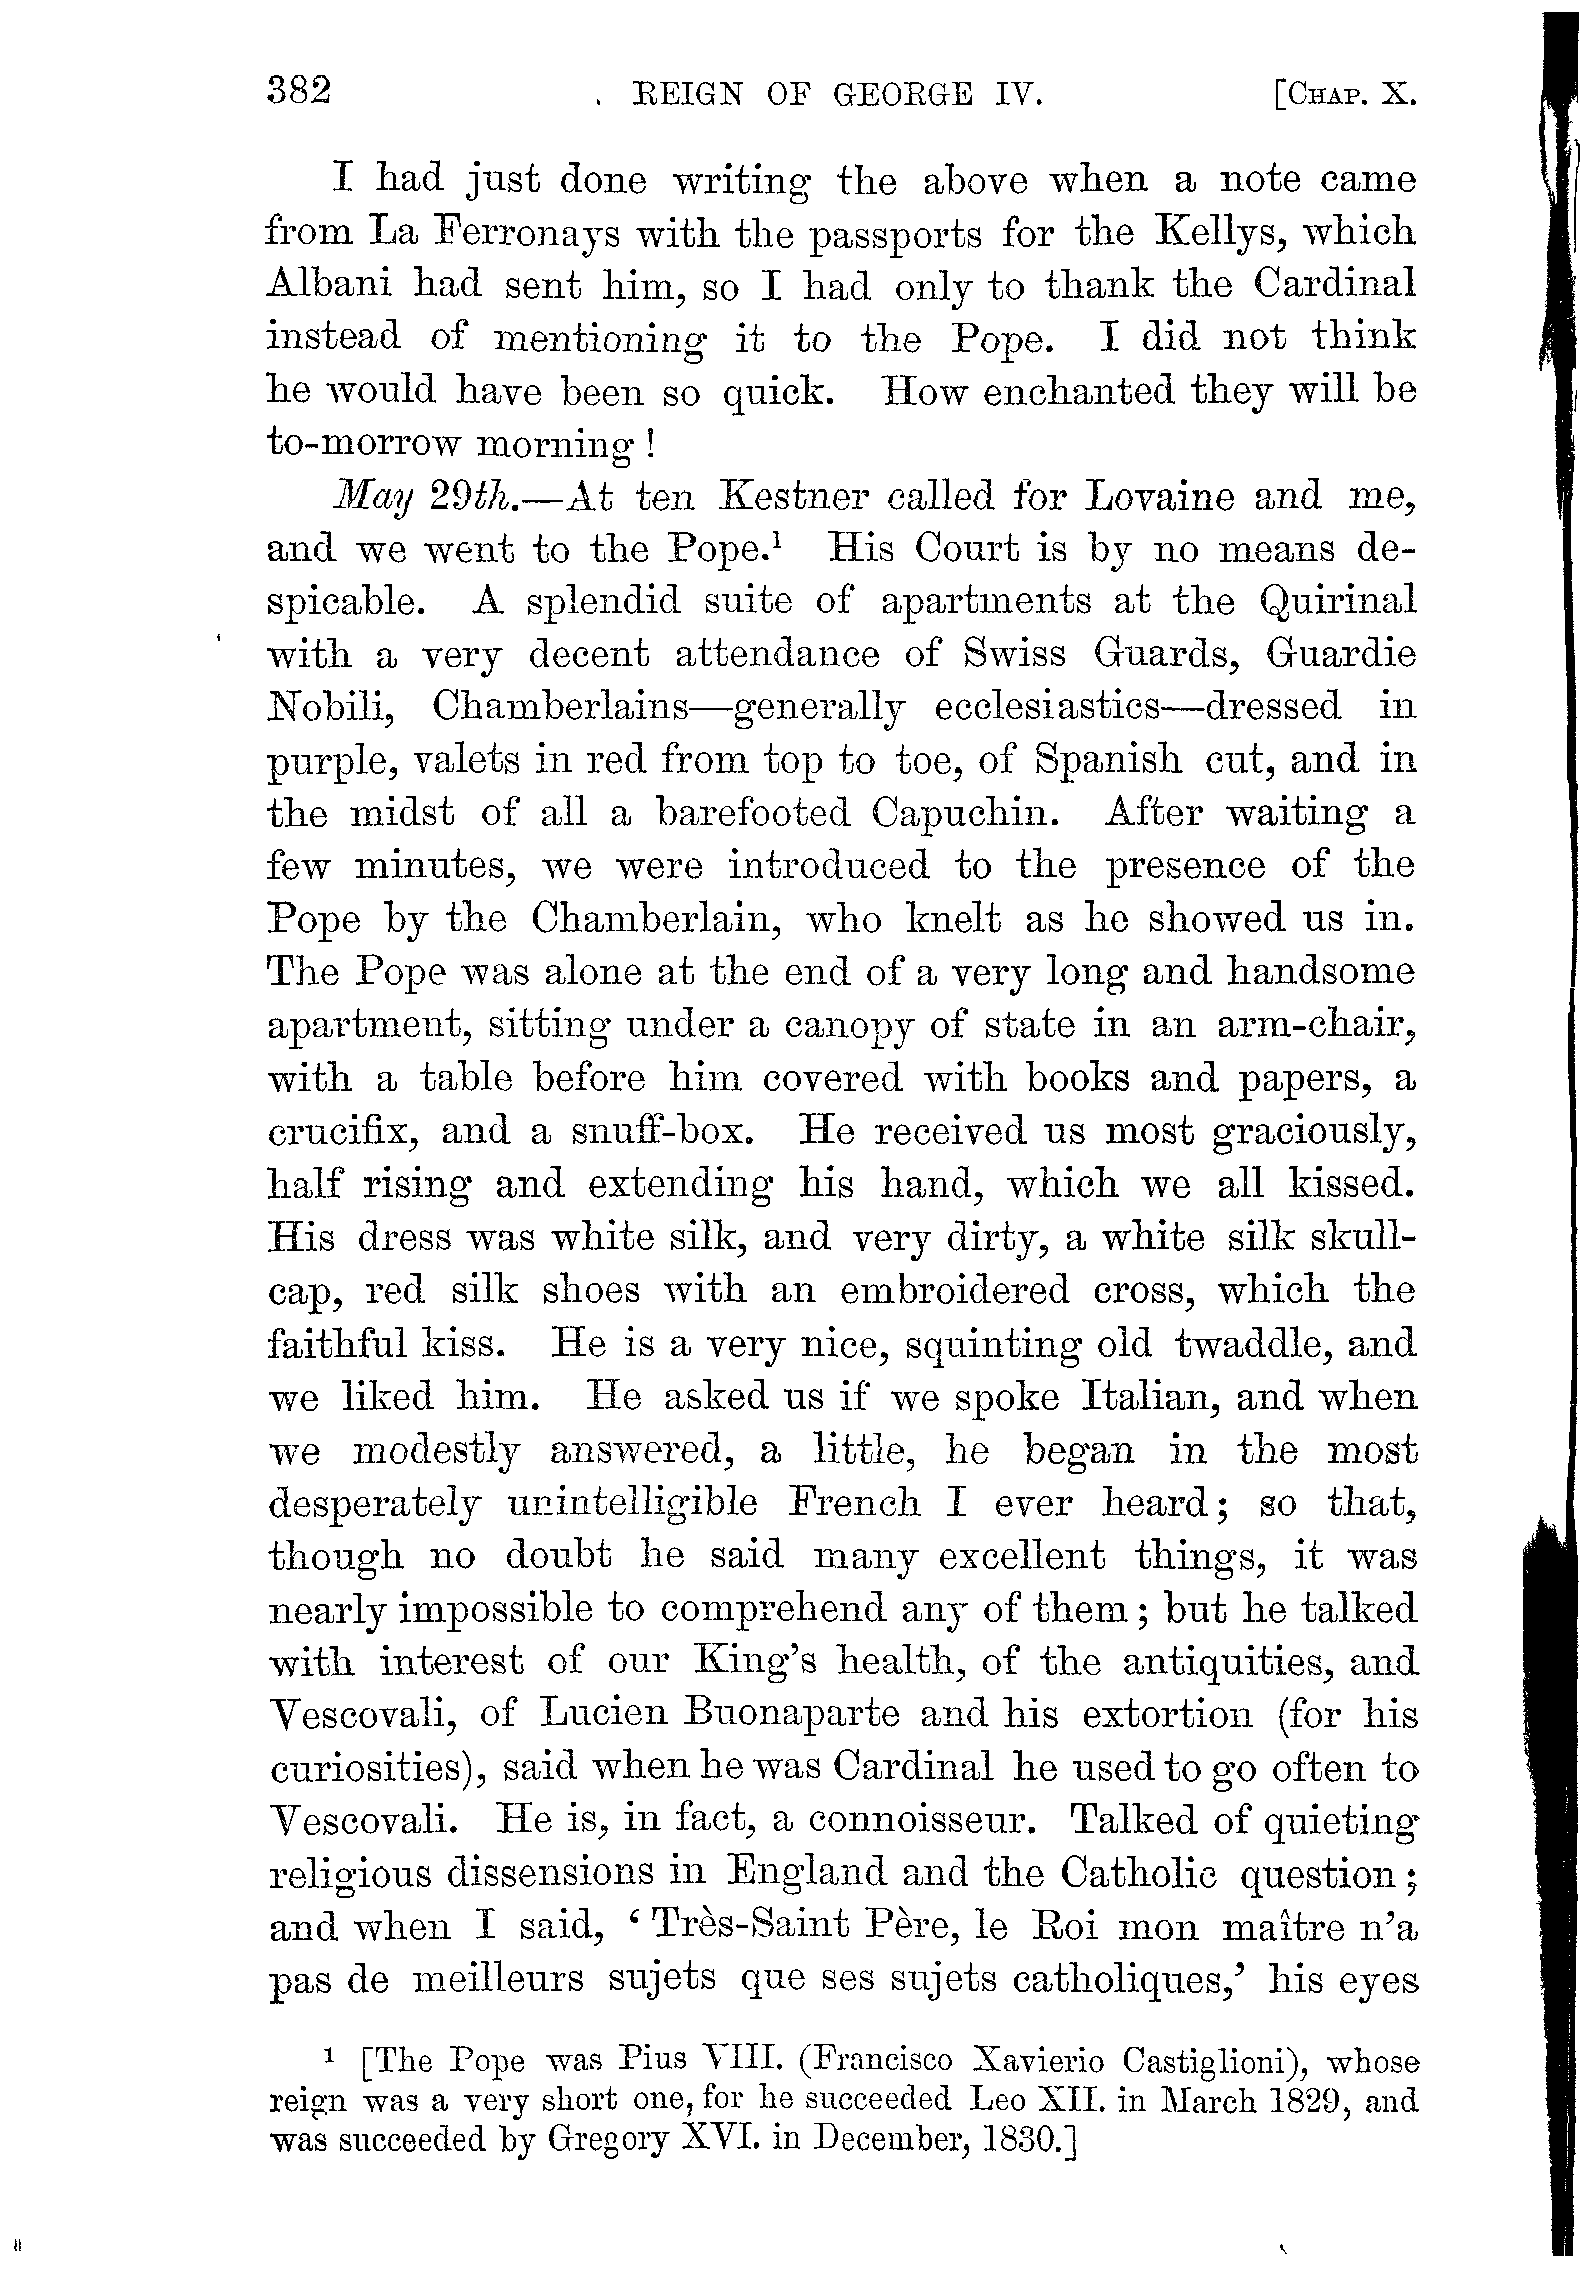 382 REIGN OF GEORGE IV. [CHAP. X.
I had just done writing the above when a note came
from La Ferronays with the passports for the Kellys, which
Albani had sent him, so I had only to thank the Cardinal
instead of mentioning it to the Pope. I did not think
he would have been so quick. How enchanted they will be
to-morrow morning!
May 29th.—At ten Kestner called for Lovaine and me,
and we went to the Pope.¹ His Court is by no means de-
spicable. A splendid suite of apartments at the Quirinal
with a very decent attendance of Swiss Guards, Guardie
Nobili, Chamberlains—generally ecclesiastics—dressed in
purple, valets in red from top to toe, of Spanish cut, and in
the midst of all a barefooted Capuchin. After waiting a
few minutes, we were introduced to the presence of the
Pope by the Chamberlain, who knelt as he showed us in.
The Pope was alone at the end of a very long and handsome
apartment, sitting under a canopy of state in an arm-chair,
with a table before him covered with books and papers, a
crucifix, and a snuff-box. He received us most graciously,
half rising and extending his hand, which we all kissed.
His dress was white silk, and very dirty, a white silk skull-
cap, red silk shoes with an embroidered cross, which the
faithful kiss. He is a very nice, squinting old twaddle, and
we liked him. He asked us if we spoke Italian, and when
we modestly answered, a little, he began in the most
desperately unintelligible French I ever heard; so that,
though no doubt he said many excellent things, it was
nearly impossible to comprehend any of them; but he talked
with interest of our King's health, of the antiquities, and
Vescovali, of Lucien Buonaparte and his extortion (for his
curiosities), said when he was Cardinal he used to go often to
Vescovali. He is, in fact, a connoisseur. Talked of quieting
religious dissensions in England and the Catholic question;
and when I said, ‘Très-Saint Père, le Roi mon maître n'a
pas de meilleurs sujets que ses sujets catholiques,’ his eyes
¹ [The Pope was Pius VIII. (Francisco Xavierio Castiglioni), whose
reign was a very short one, for he succeeded Leo XII. in March 1829, and
was succeeded by Gregory XVI. in December, 1830.]